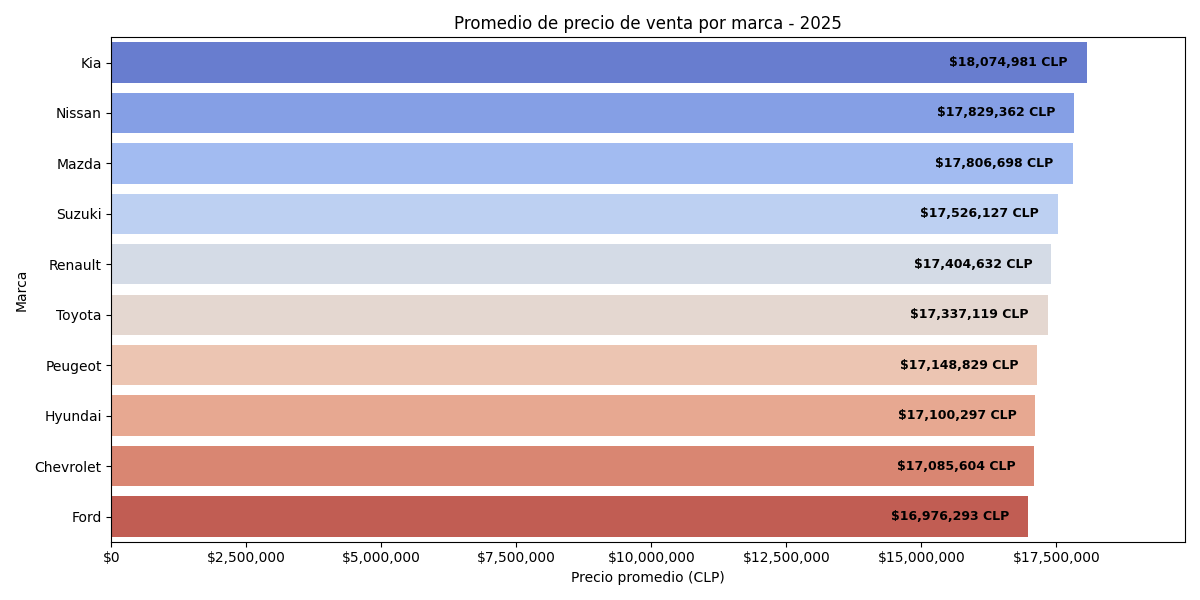 Promedio de precio de venta por marca - 2025
Marca
Kia $18,074,981 CLP
Nissan $17,829,362 CLP
Mazda $17,806,698 CLP
Suzuki $17,526,127 CLP
Renault $17,404,632 CLP
Toyota $17,337,119 CLP
Peugeot $17,148,829 CLP
Hyundai $17,100,297 CLP
Chevrolet $17,085,604 CLP
Ford $16,976,293 CLP
$0 $2,500,000 $5,000,000 $7,500,000 $10,000,000 $12,500,000 $15,000,000 $17,500,000
Precio promedio (CLP)